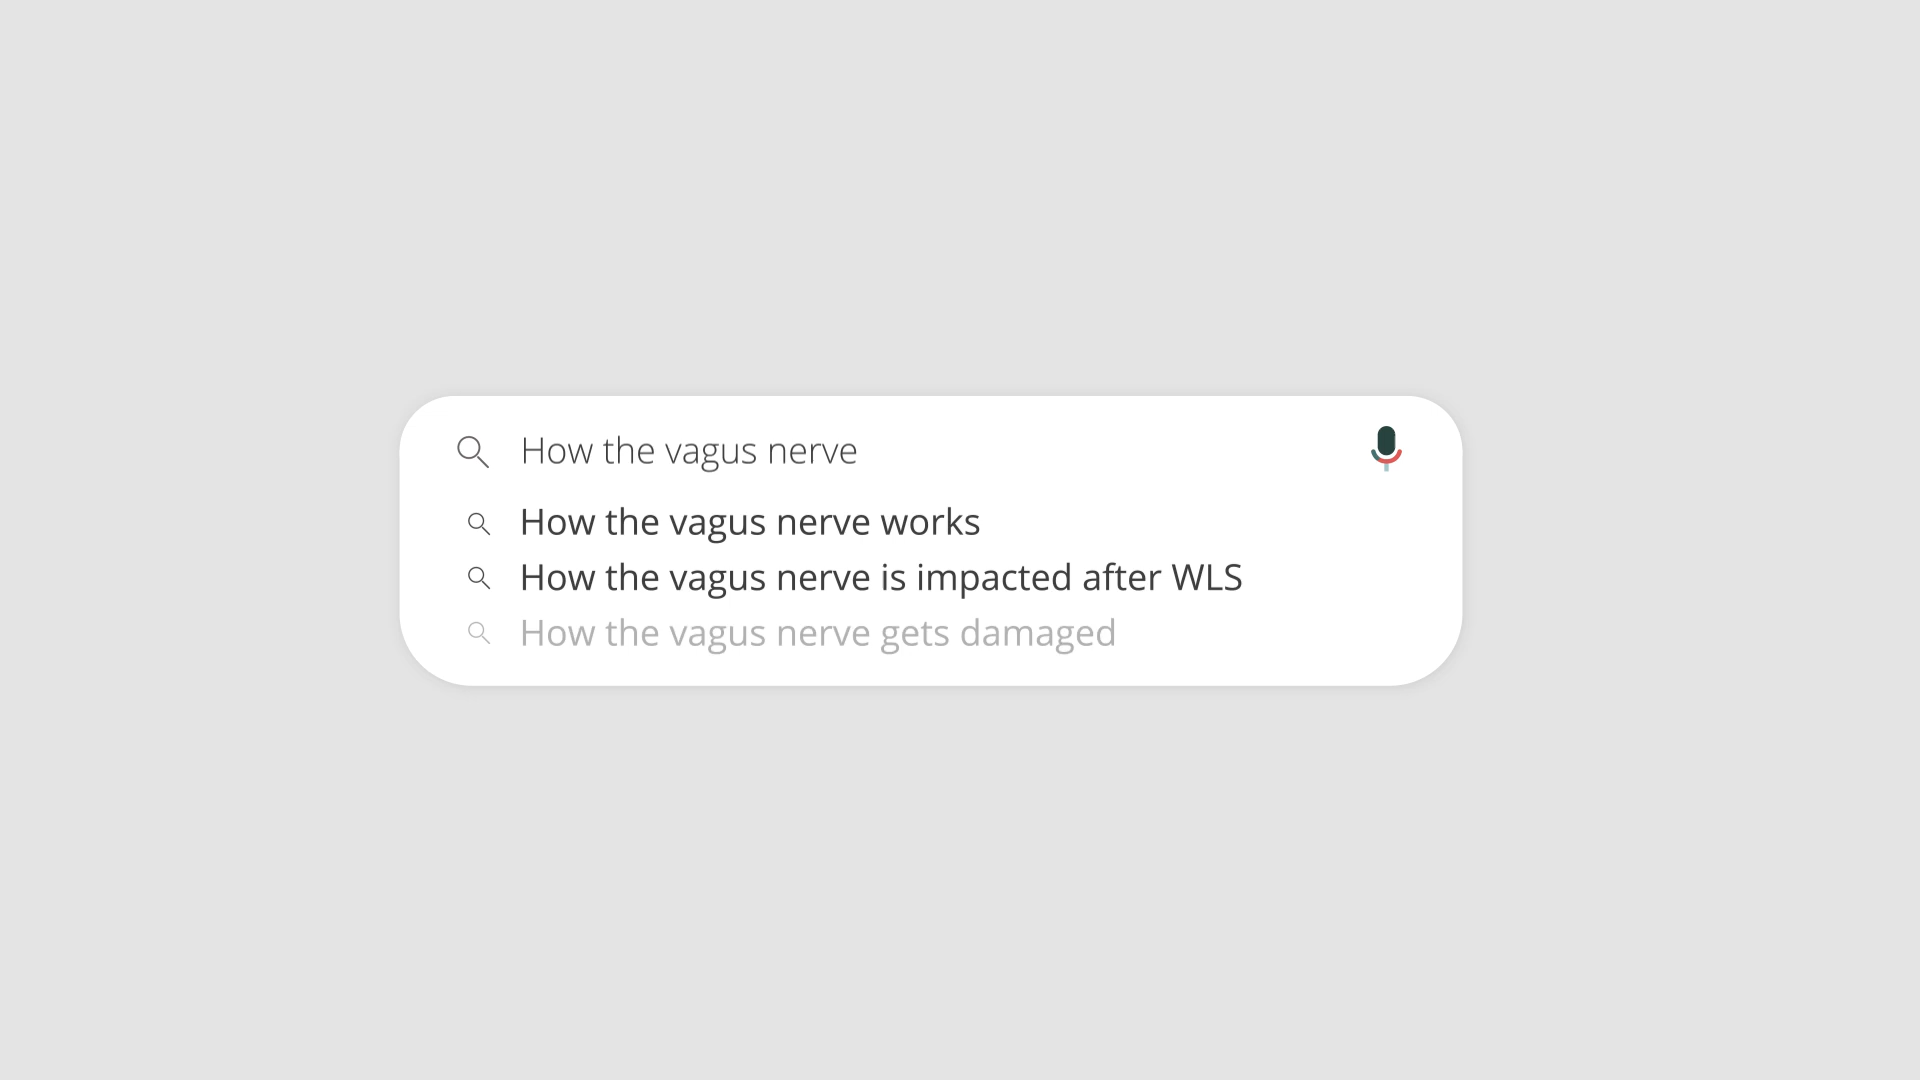 How the vagus nerve
How the vagus nerve works
How the vagus nerve is impacted after WLS
How the vagus nerve gets damaged